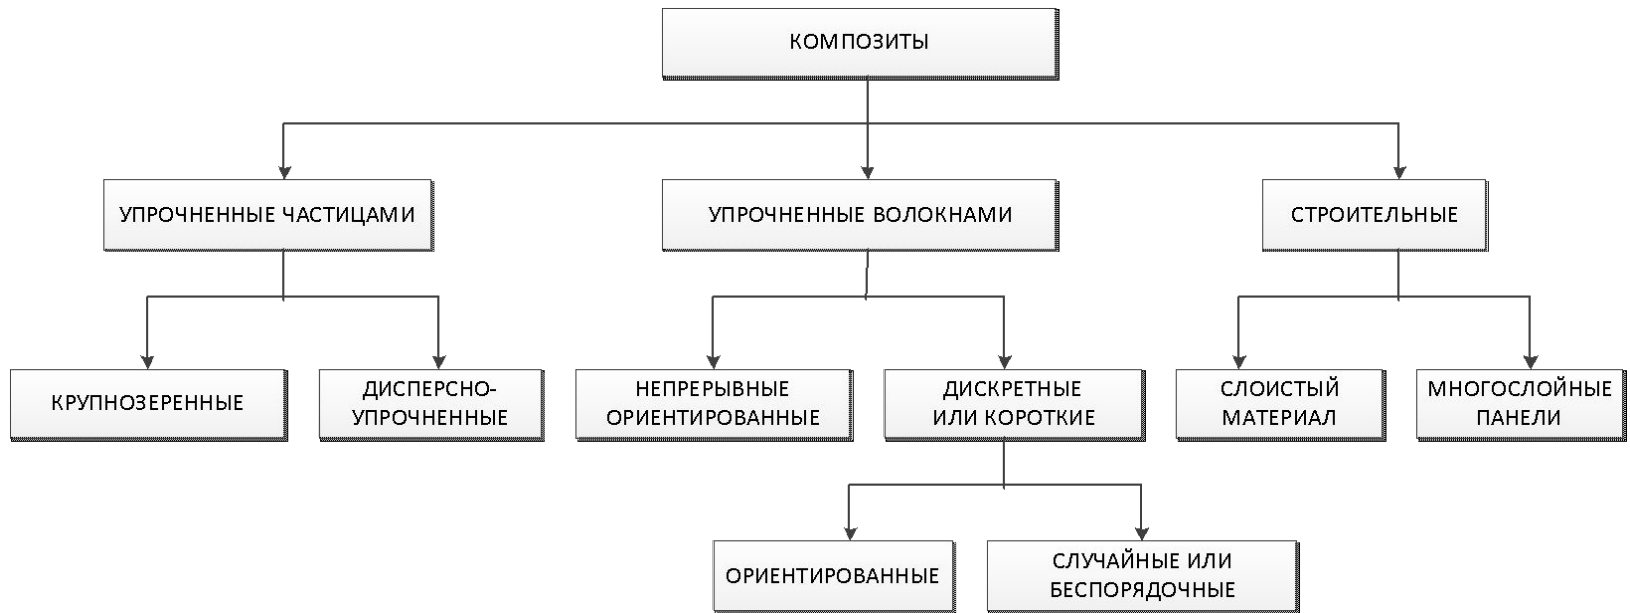 КОМПОЗИТЫ
УПРОЧНЕННЫЕ ЧАСТИЦАМИ
УПРОЧНЕННЫЕ ВОЛОКНАМИ
СТРОИТЕЛЬНЫЕ
КРУПНОЗЕРЕННЫЕ
ДИСПЕРСНО-
УПРОЧНЕННЫЕ
НЕПРЕРЫВНЫЕ
ОРИЕНТИРОВАННЫЕ
ДИСКРЕТНЫЕ
ИЛИ КОРОТКИЕ
СЛОИСТЫЙ
МАТЕРИАЛ
МНОГОСЛОЙНЫЕ
ПАНЕЛИ
ОРИЕНТИРОВАННЫЕ
СЛУЧАЙНЫЕ ИЛИ
БЕСПОРЯДОЧНЫЕ